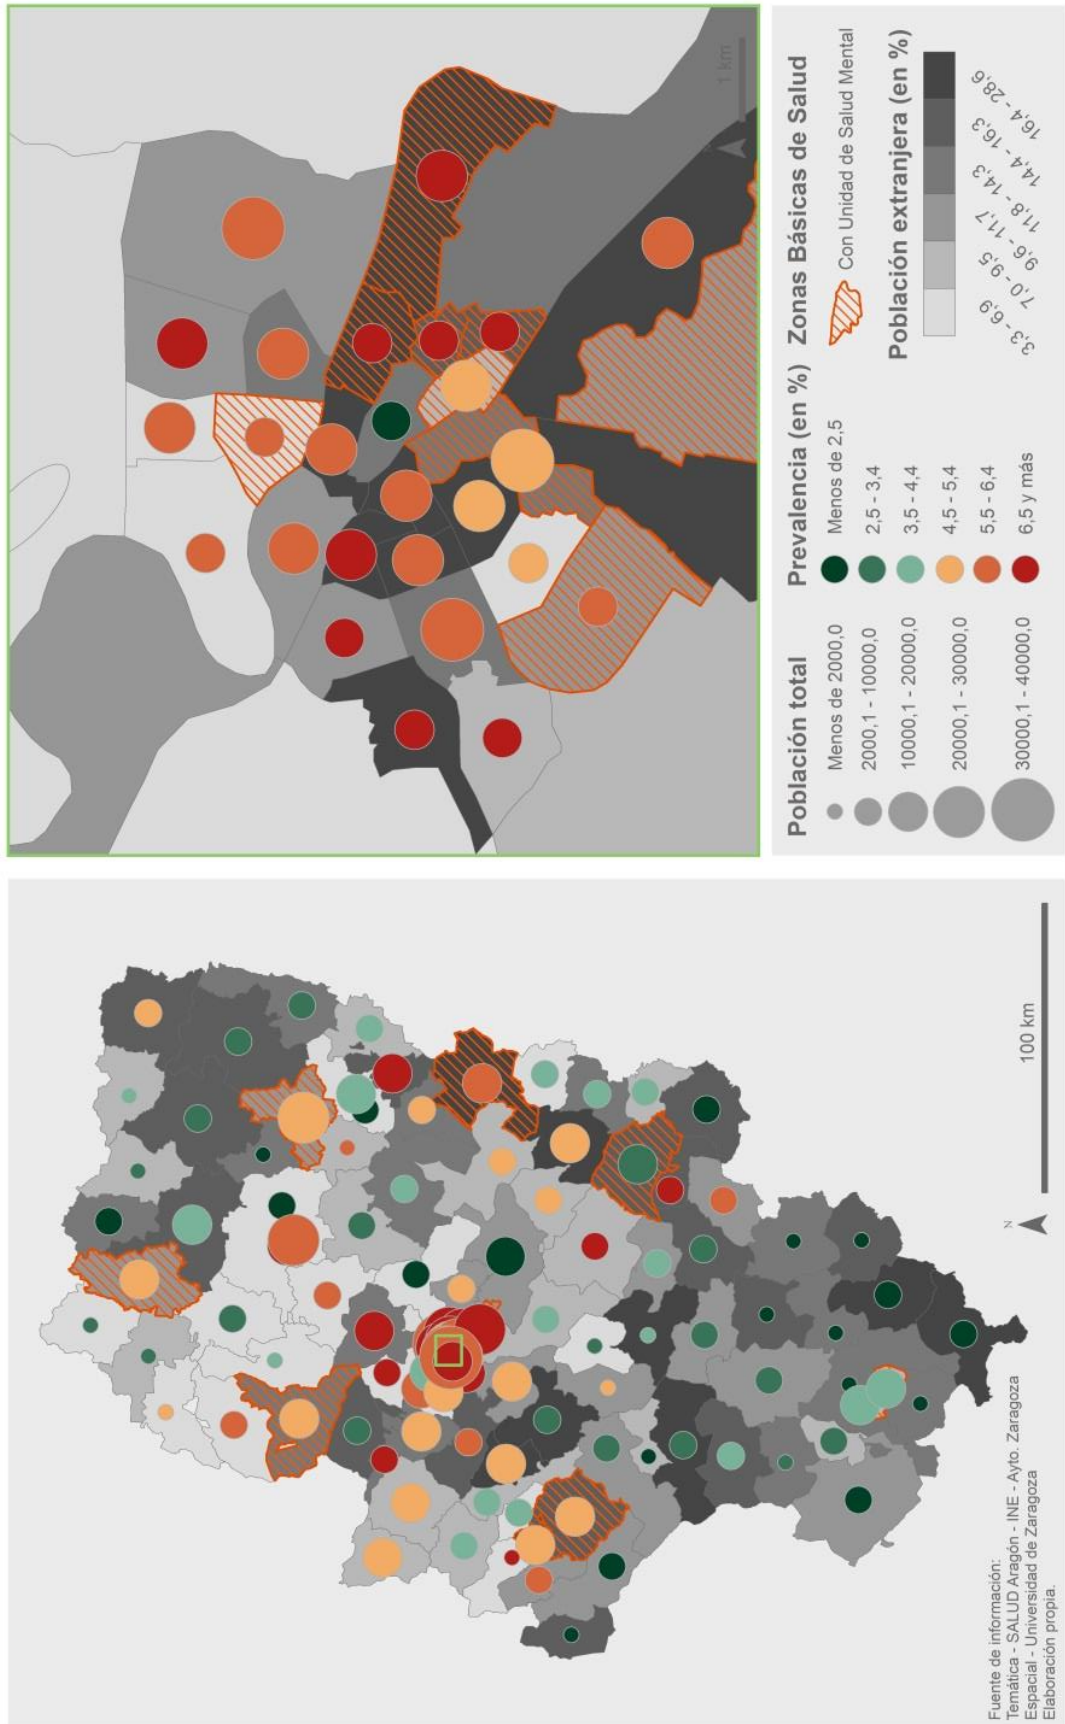 1 km
Población total
Menos de 2000,0
2000,1 - 10000,0
10000,1 - 20000,0
20000,1 - 30000,0
30000,1 - 40000,0
Prevalencia (en %)
Menos de 2,5
2,5 - 3,4
3,5 - 4,4
4,5 - 5,4
5,5 - 6,4
6,5 y más
Zonas Básicas de Salud
Con Unidad de Salud Mental
Población extranjera (en %)
3,3 - 6,9
7,0 - 9,5
9,6 - 11,7
11,8 - 14,3
14,4 - 16,3
16,4 - 28,6
N
100 km
Fuente de información:
Temática - SALUD Aragón - INE - Ayto. Zaragoza
Espacial - Universidad de Zaragoza
Elaboración propia.